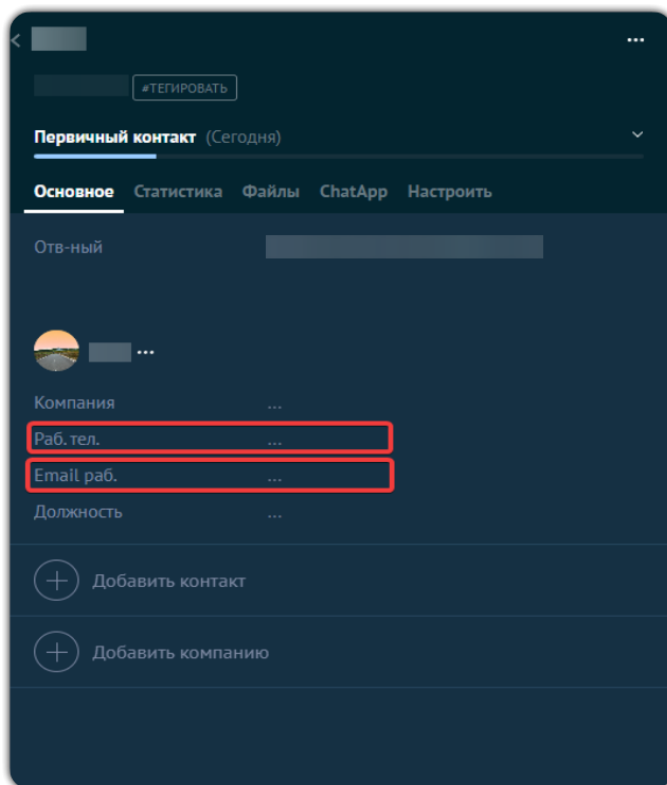 #ТЕГИРОВАТЬ
Первичный контакт (Сегодня)
Основное Статистика Файлы ChatApp Настроить
Отв-ный
...
Компания ...
Раб. тел. ...
Email раб. ...
Должность ...
Добавить контакт
Добавить компанию